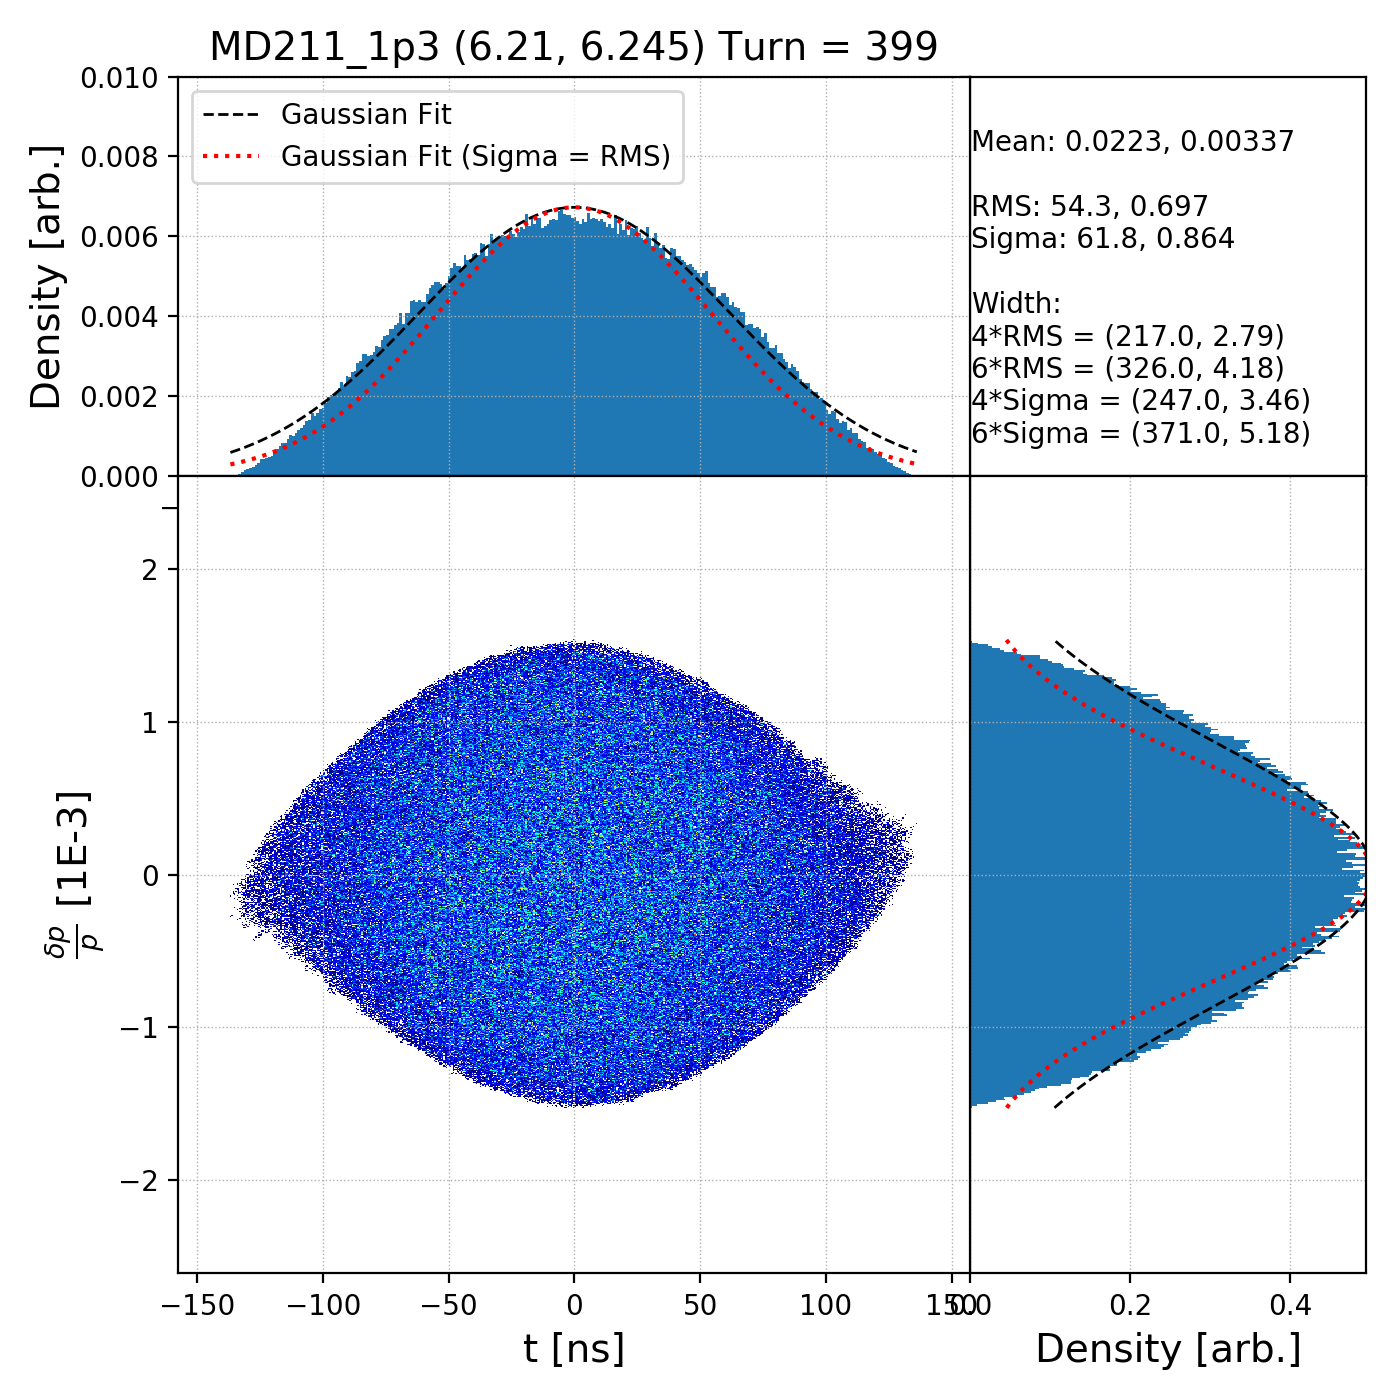 MD211_1p3 (6.21, 6.245) Turn = 399
Gaussian Fit
Gaussian Fit (Sigma = RMS)
Density [arb.]
0.010
0.008
0.006
0.004
0.002
0.000
Mean: 0.0223, 0.00337
RMS: 54.3, 0.697
Sigma: 61.8, 0.864
Width:
4*RMS = (217.0, 2.79)
6*RMS = (326.0, 4.18)
4*Sigma = (247.0, 3.46)
6*Sigma = (371.0, 5.18)
δp/p [1E-3]
2
1
0
−1
−2
−150 −100 −50 0 50 100 150
t [ns]
0.0 0.2 0.4
Density [arb.]